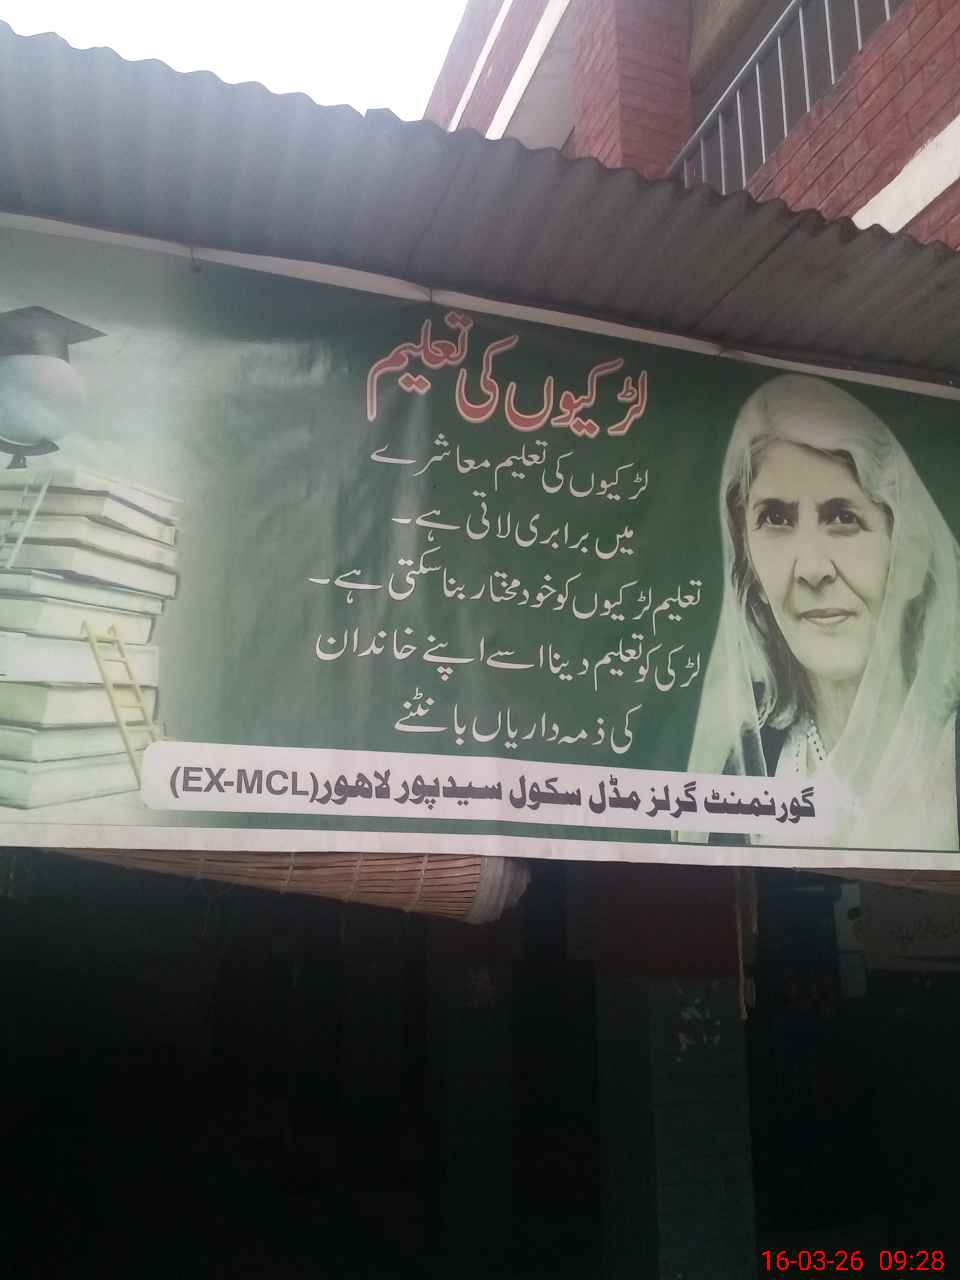 لڑکیوں کی تعلیم
لڑکیوں کی تعلیم معاشرے
میں برابری لاتی ہے۔
تعلیم لڑکیوں کو خود مختار بنا سکتی ہے۔
لڑکی کو تعلیم دینا اسے اپنے خاندان
کی ذمہ داریاں بانٹنے
گورنمنٹ گرلز مڈل سکول سیدپور لاہور(EX-MCL)
16-03-26 09:28